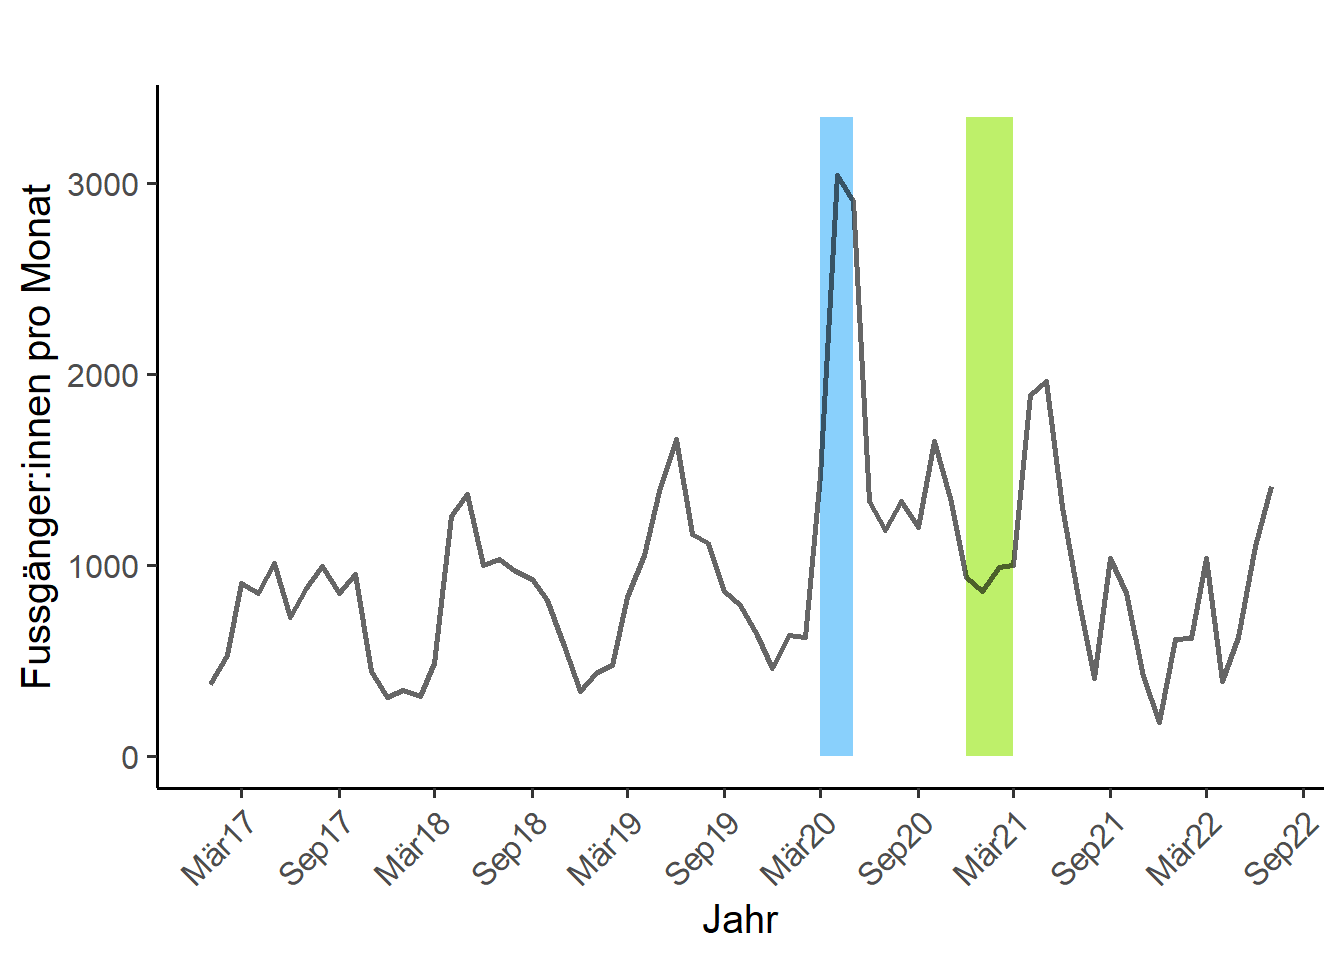 Fussgänger:innen pro Monat
3000
2000
1000
0
Mär17
Sep17
Mär18
Sep18
Mär19
Sep19
Mär20
Sep20
Mär21
Sep21
Mär22
Sep22
Jahr